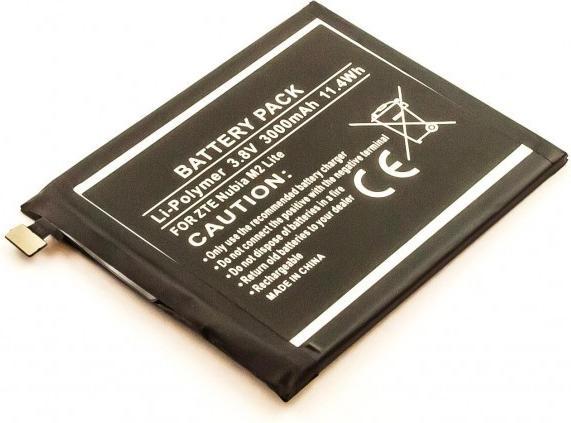 BATTERY PACK
Li-Polymer 3.8V 3000mAh 11.4Wh
FOR ZTE Nubia M2 Lite
CAUTION:
•Only use the recommended battery charger
•Do not connect the positive with the negative terminal
•Do not dispose of batteries in a fire
•Return old batteries to your dealer
•Rechargeable
MADE IN CHINA
CE